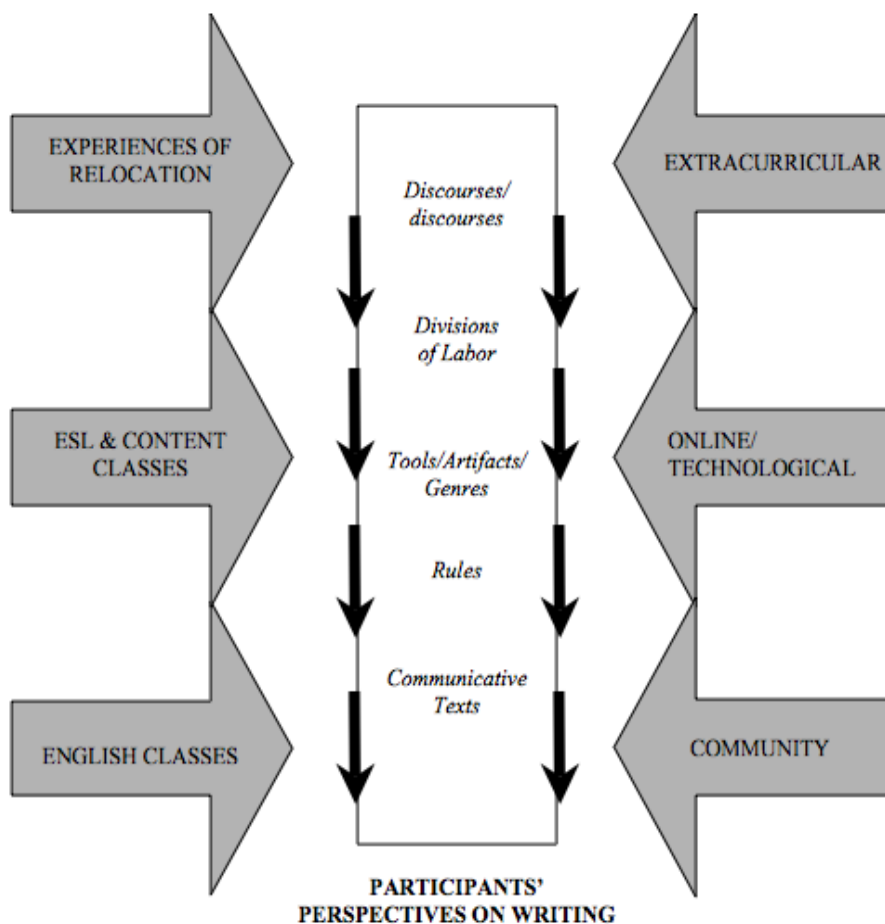 EXPERIENCES OF
RELOCATION
EXTRACURRICULAR
Discourses/
discourses
Divisions
of Labor
ESL & CONTENT
CLASSES
Tools/Artifacts/
Genres
ONLINE/
TECHNOLOGICAL
Rules
Communicative
Texts
ENGLISH CLASSES
COMMUNITY
PARTICIPANTS'
PERSPECTIVES ON WRITING